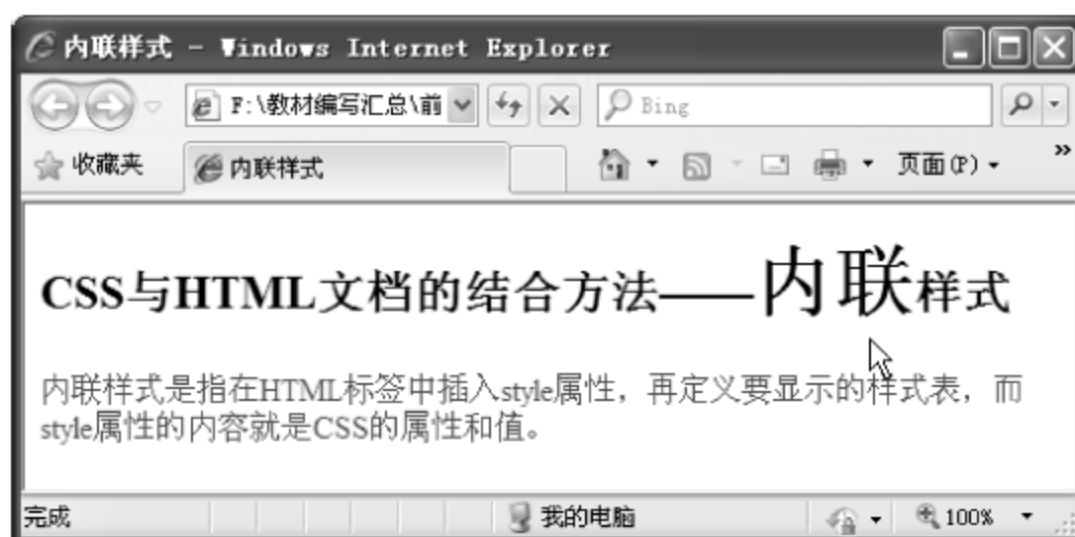 内联样式 - Windows Internet Explorer
F:\教材编写汇总\前 Bing
收藏夹 内联样式 页面(P) »
CSS与HTML文档的结合方法——内联样式
内联样式是指在HTML标签中插入style属性，再定义要显示的样式表，而
style属性的内容就是CSS的属性和值。
完成 我的电脑 100%